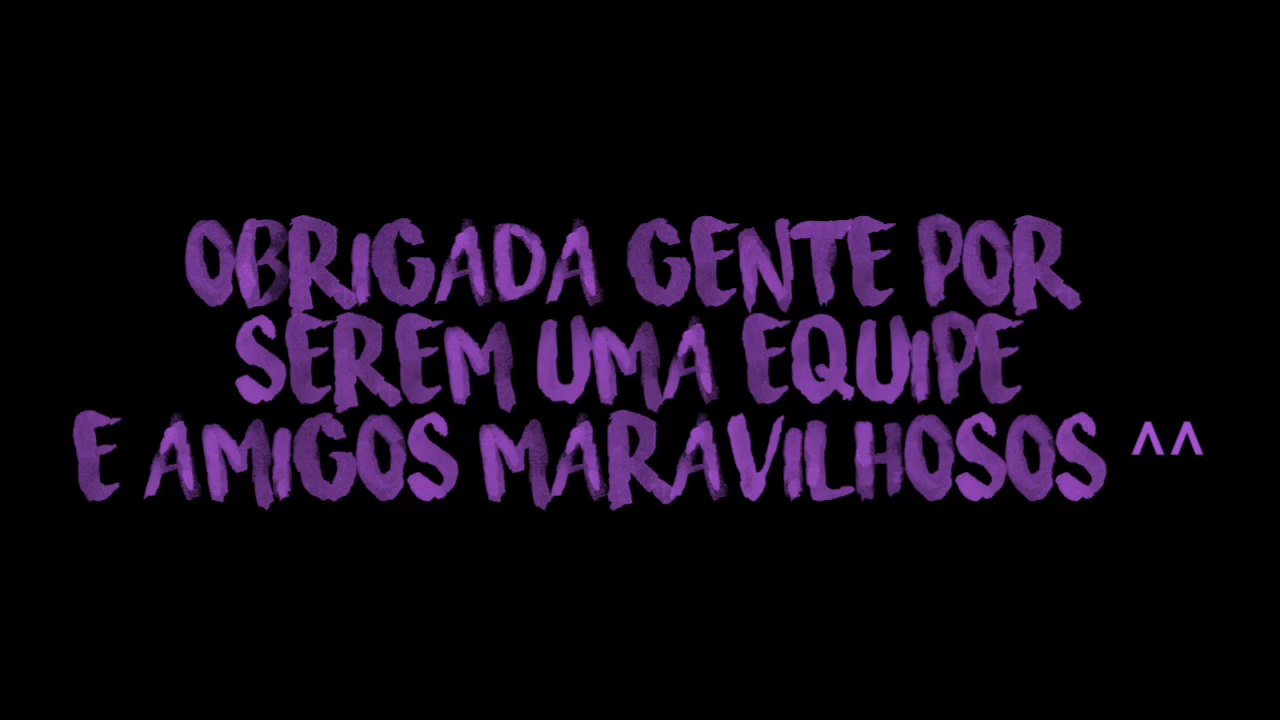 OBRIGADA GENTE POR
SEREM UMA EQUIPE
E AMIGOS MARAVILHOSOS ^^